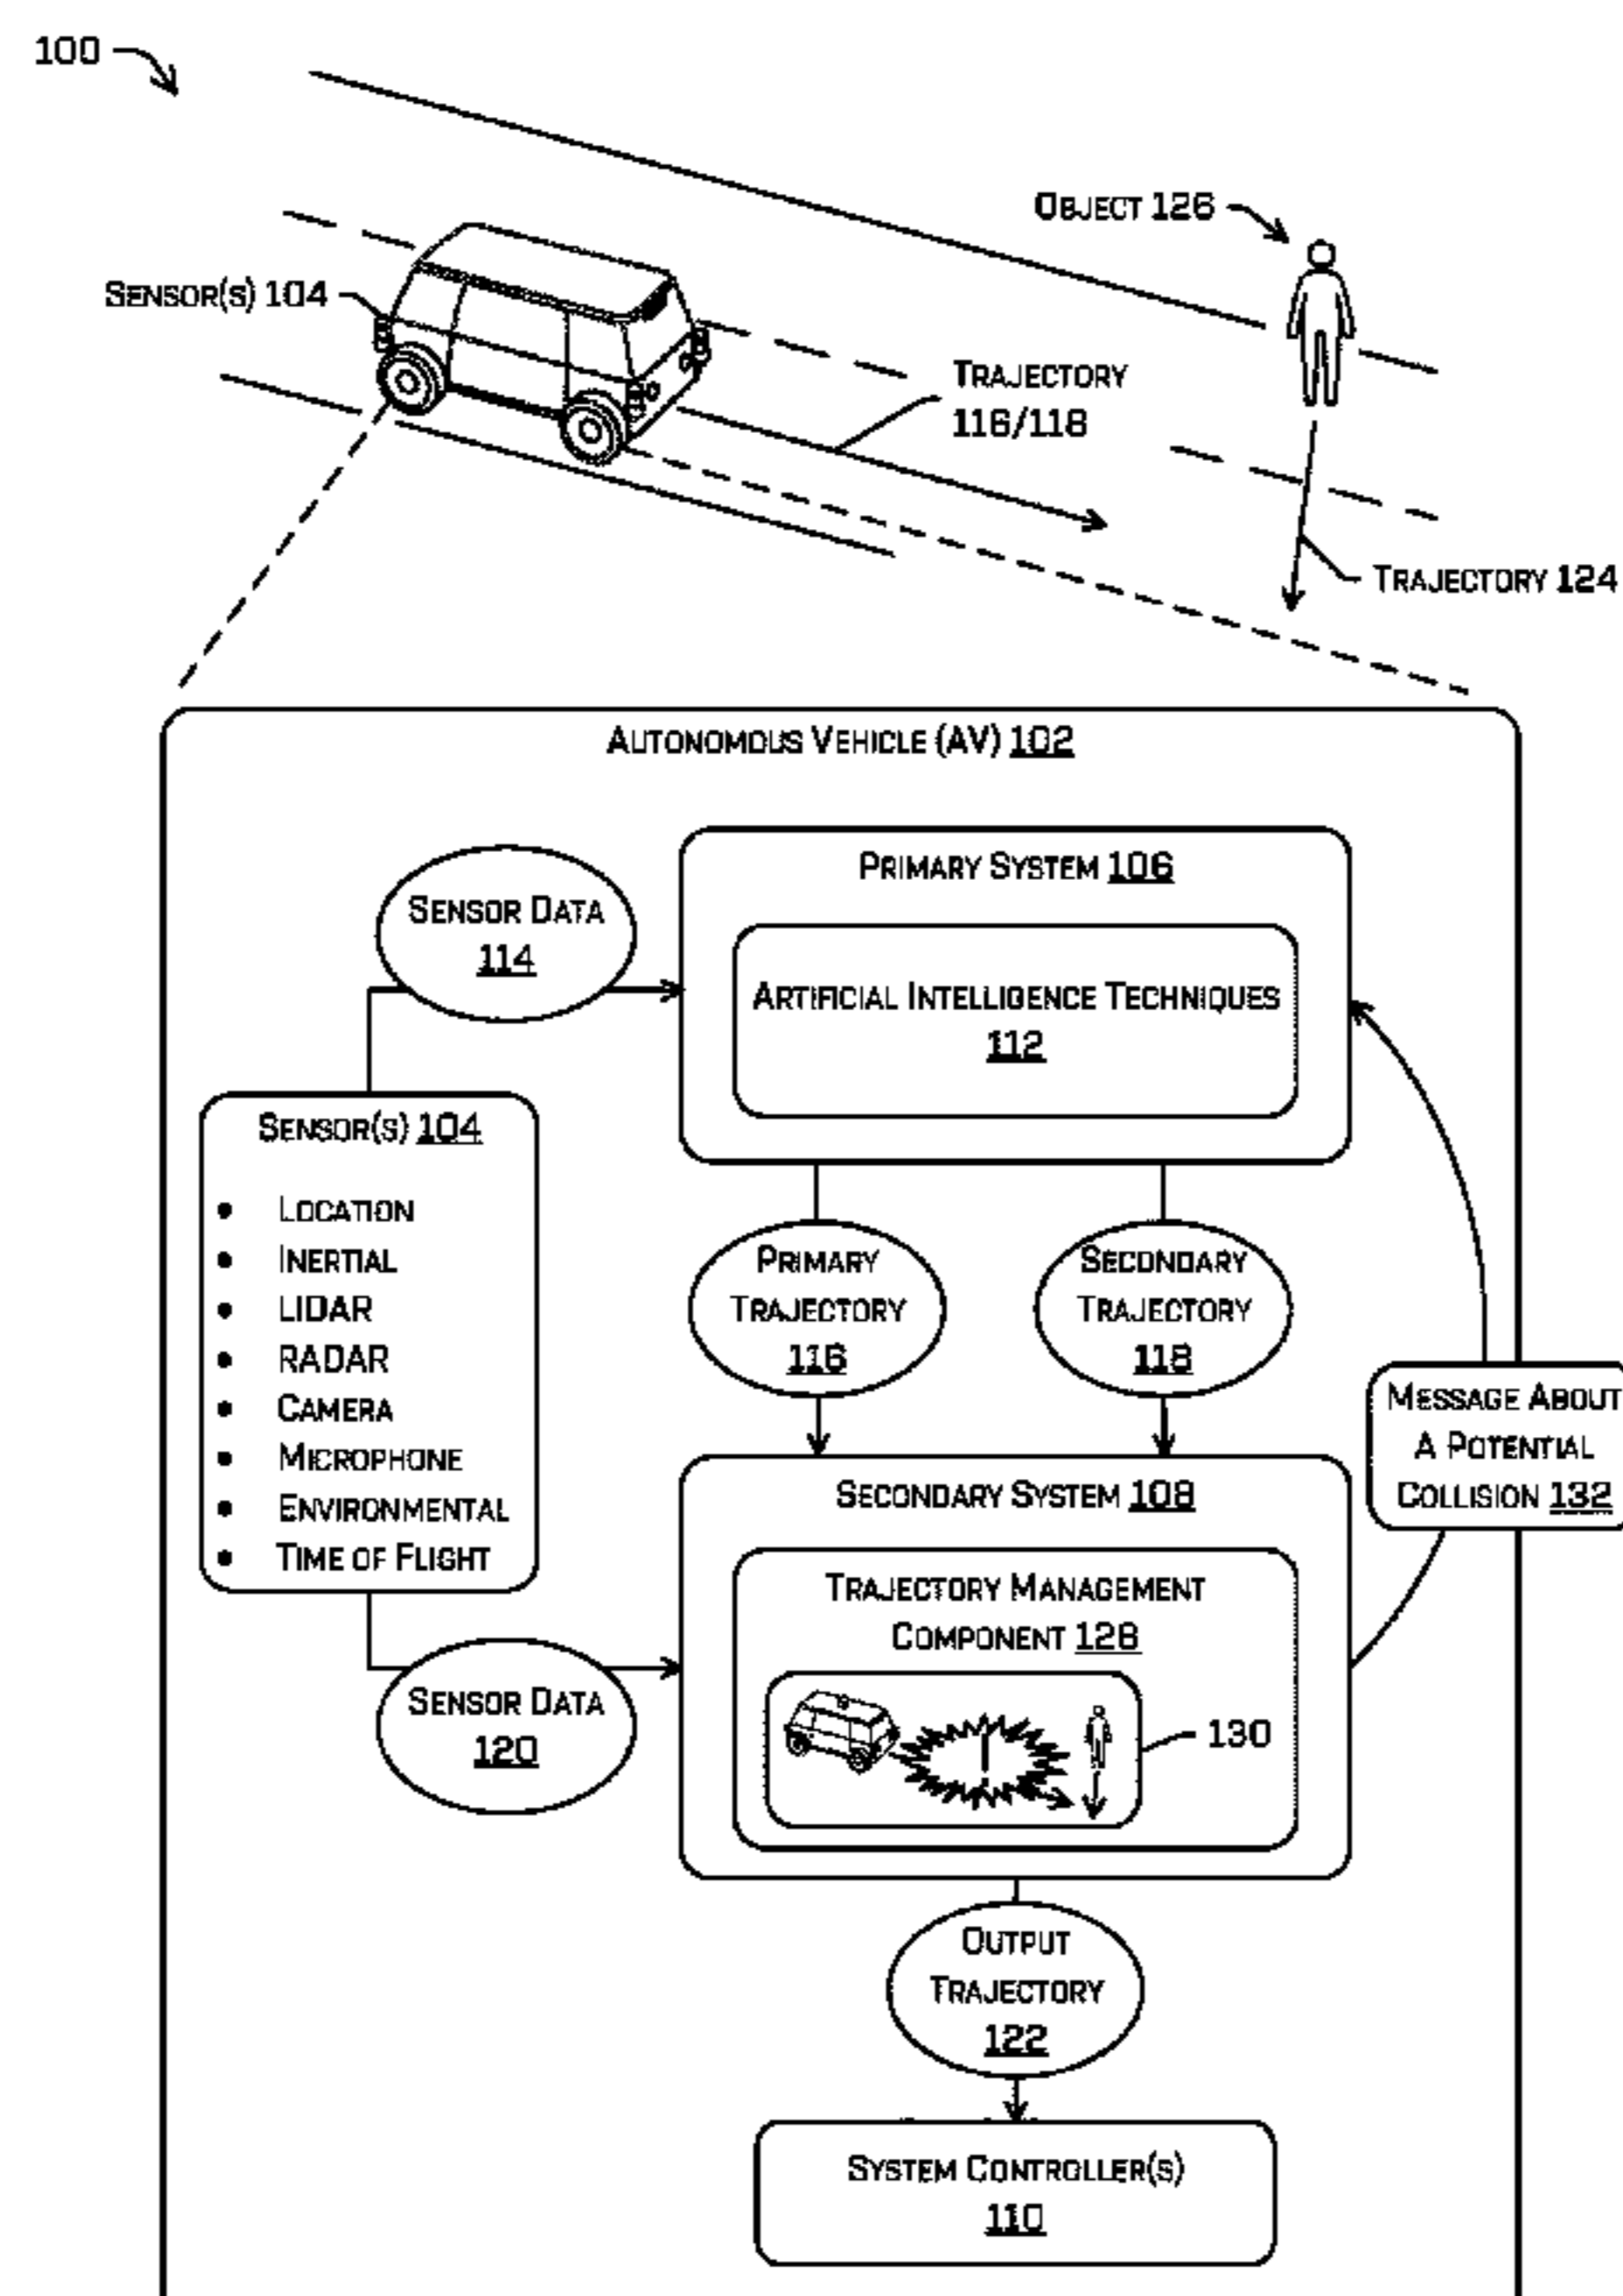 100
OBJECT 126
SENSOR(S) 104
TRAJECTORY
116/118
TRAJECTORY 124
AUTONOMOUS VEHICLE (AV) 102
PRIMARY SYSTEM 106
SENSOR DATA
114
ARTIFICIAL INTELLIGENCE TECHNIQUES
112
SENSOR(S) 104
• LOCATION
• INERTIAL
• LIDAR
• RADAR
• CAMERA
• MICROPHONE
• ENVIRONMENTAL
• TIME OF FLIGHT
PRIMARY
TRAJECTORY
116
SECONDARY
TRAJECTORY
118
MESSAGE ABOUT
A POTENTIAL
COLLISION 132
SECONDARY SYSTEM 108
TRAJECTORY MANAGEMENT
COMPONENT 128
SENSOR DATA
120
!
130
OUTPUT
TRAJECTORY
122
SYSTEM CONTROLLER(S)
110